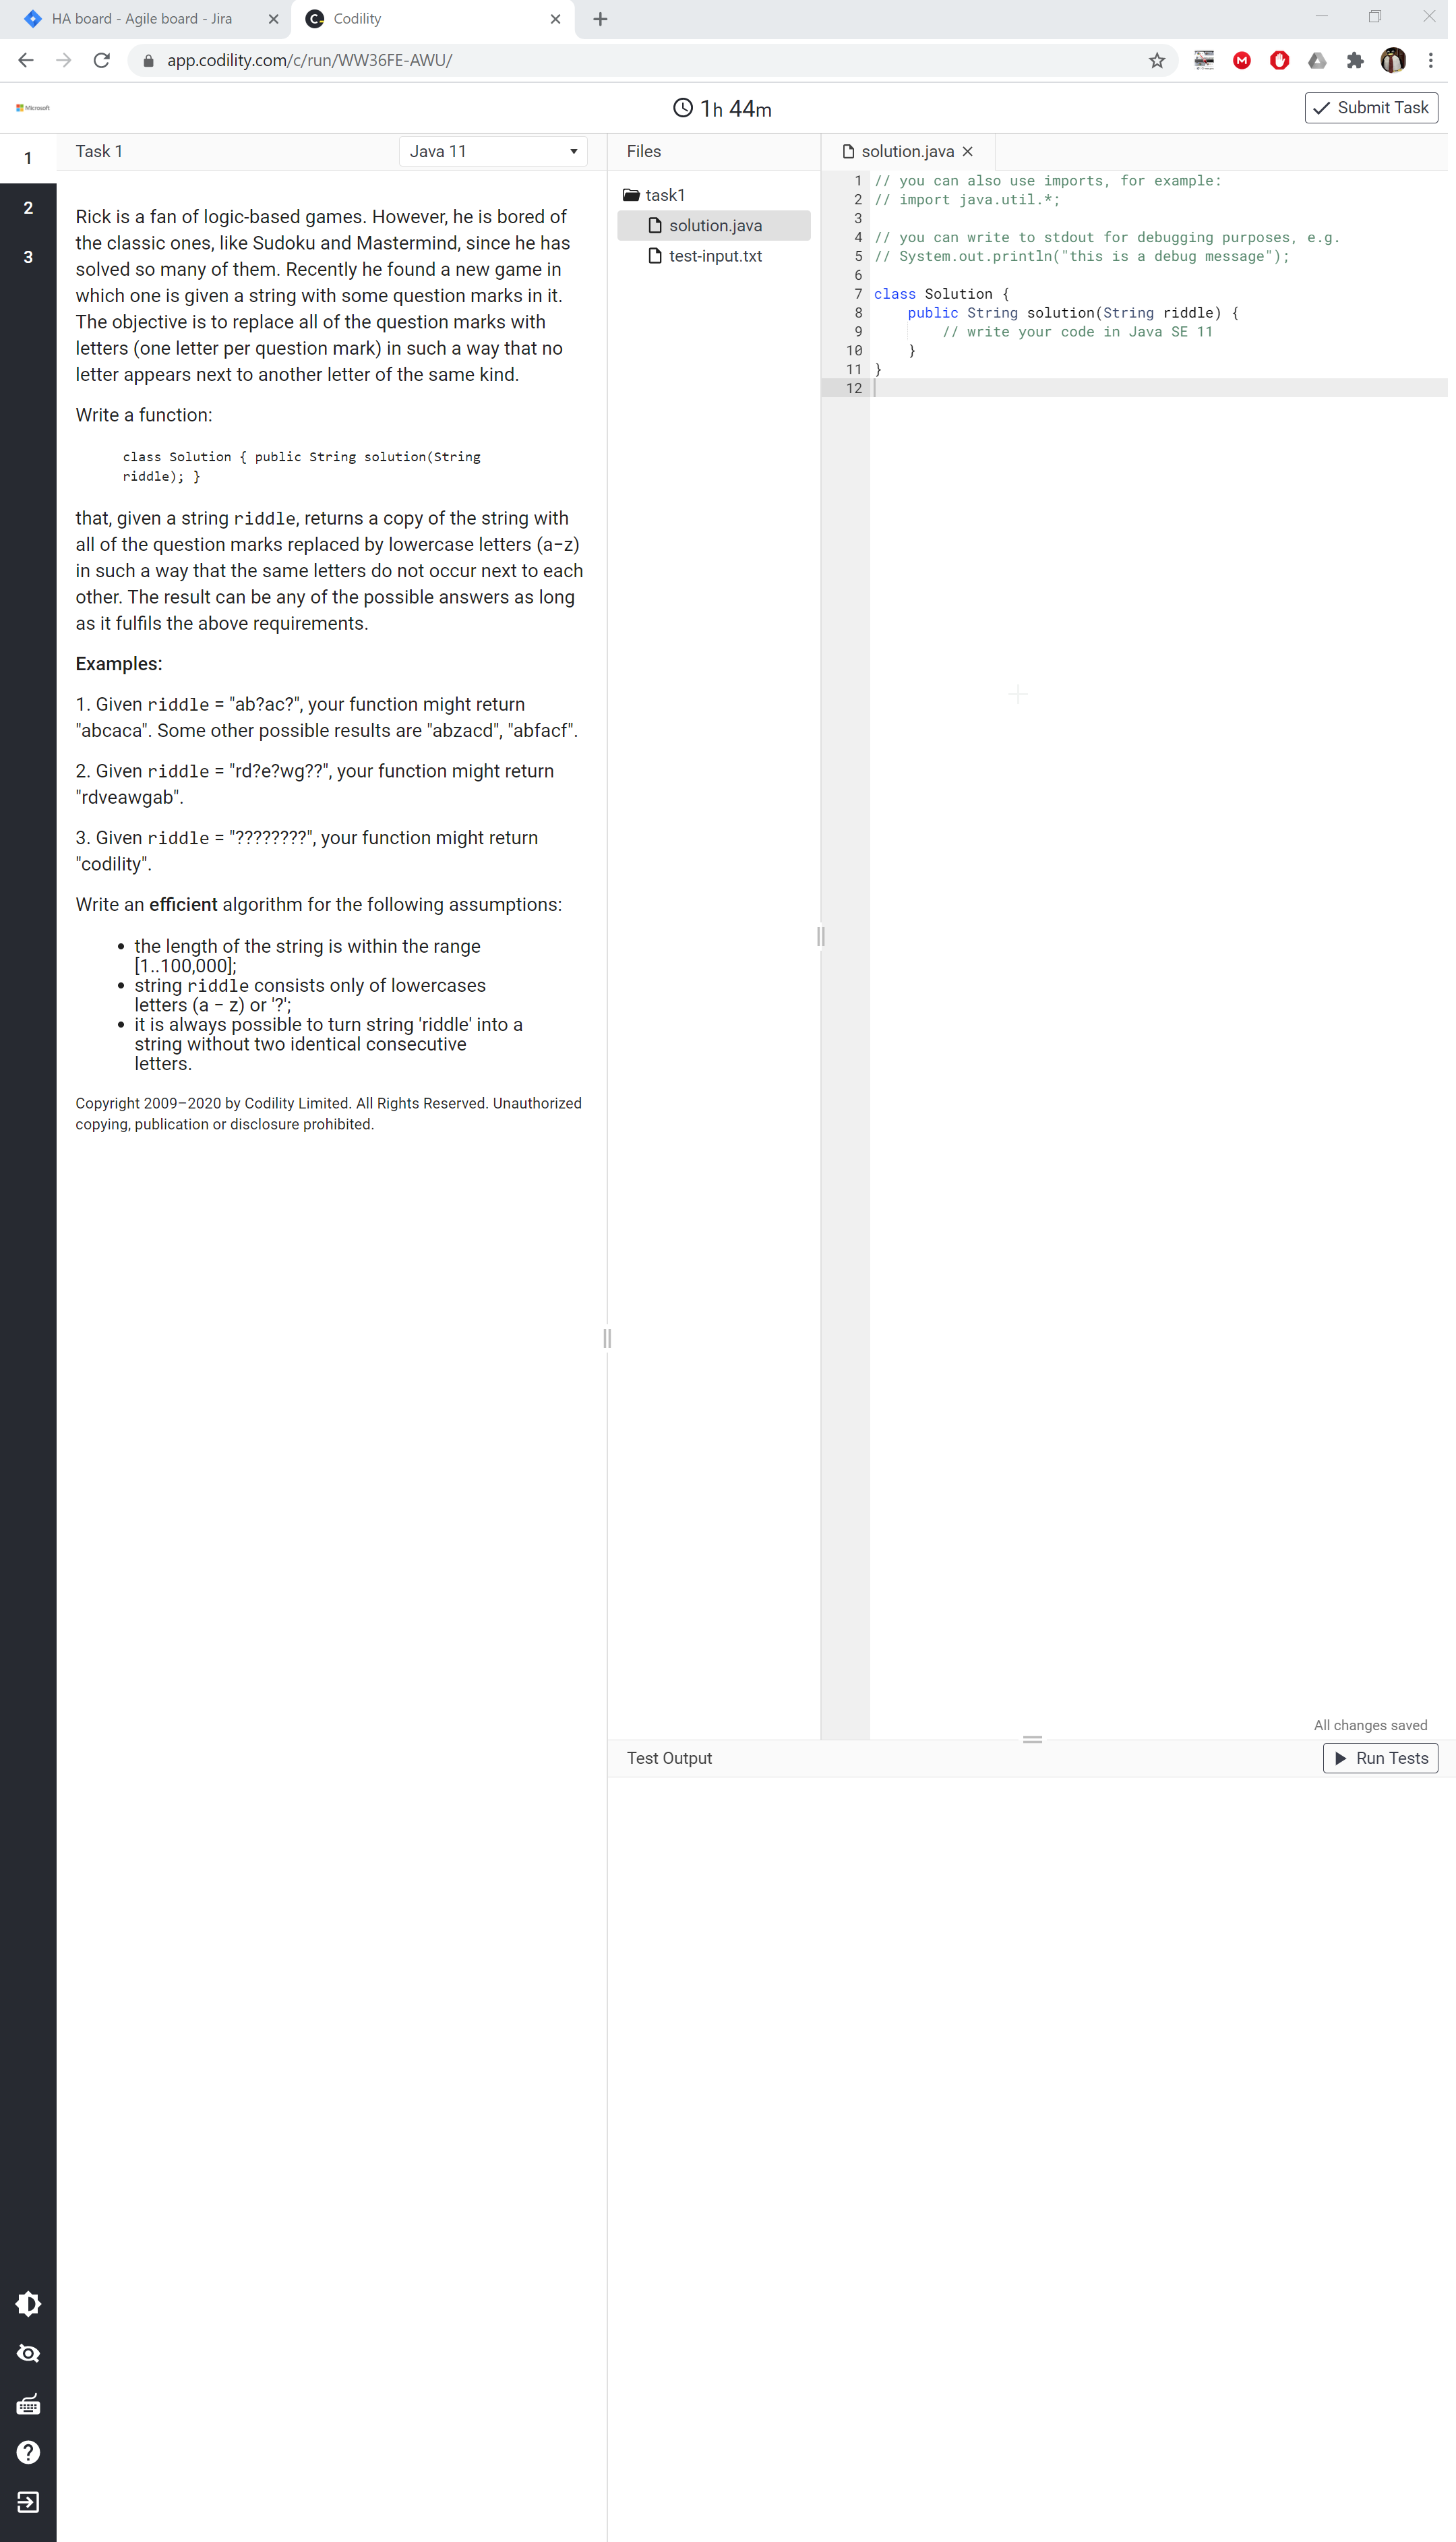 HA board - Agile board - Jira
Codility
app.codility.com/c/run/WW36FE-AWU/
Microsoft
1h 44m
Submit Task
1
2
3
Task 1
Java 11
Rick is a fan of logic-based games. However, he is bored of
the classic ones, like Sudoku and Mastermind, since he has
solved so many of them. Recently he found a new game in
which one is given a string with some question marks in it.
The objective is to replace all of the question marks with
letters (one letter per question mark) in such a way that no
letter appears next to another letter of the same kind.
Write a function:
class Solution { public String solution(String
riddle); }
that, given a string riddle, returns a copy of the string with
all of the question marks replaced by lowercase letters (a−z)
in such a way that the same letters do not occur next to each
other. The result can be any of the possible answers as long
as it fulfils the above requirements.
Examples:
1. Given riddle = "ab?ac?", your function might return
"abcaca". Some other possible results are "abzacd", "abfacf".
2. Given riddle = "rd?e?wg??", your function might return
"rdveawgab".
3. Given riddle = "????????", your function might return
"codility".
Write an efficient algorithm for the following assumptions:
• the length of the string is within the range
[1..100,000];
• string riddle consists only of lowercases
letters (a − z) or '?';
• it is always possible to turn string 'riddle' into a
string without two identical consecutive
letters.
Copyright 2009–2020 by Codility Limited. All Rights Reserved. Unauthorized
copying, publication or disclosure prohibited.
Files
task1
solution.java
test-input.txt
solution.java
1 // you can also use imports, for example:
2 // import java.util.*;
3
4 // you can write to stdout for debugging purposes, e.g.
5 // System.out.println("this is a debug message");
6
7 class Solution {
8 public String solution(String riddle) {
9 // write your code in Java SE 11
10 }
11 }
12
All changes saved
Test Output
Run Tests